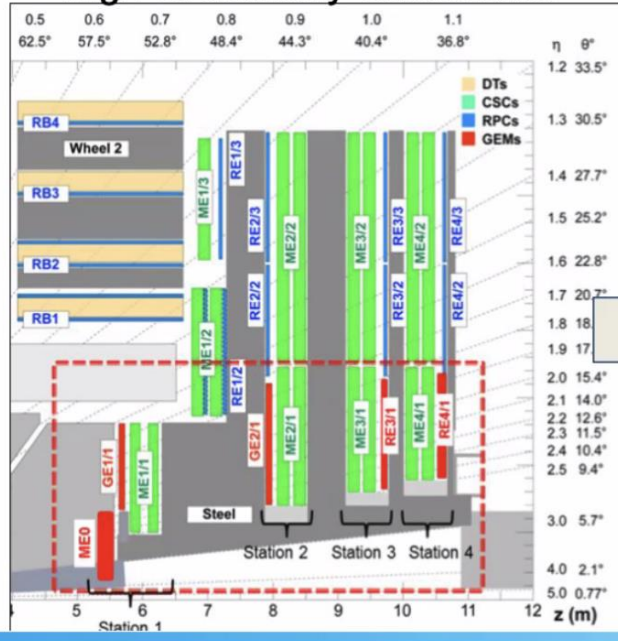 0.5 0.6 0.7 0.8 0.9 1.0 1.1
62.5° 57.5° 52.8° 48.4° 44.3° 40.4° 36.8° η θ°
1.2 33.5°
DTs
CSCs
RPCs
GEMs
RB4
Wheel 2
RB3
RB2
RB1
1.3 30.5°
1.4 27.7°
1.5 25.2°
1.6 22.8°
1.7 20.7°
1.8 18.
1.9 17.
2.0 15.4°
2.1 14.0°
2.2 12.6°
2.3 11.5°
2.4 10.4°
2.5 9.4°
3.0 5.7°
4.0 2.1°
5.0 0.77°
ME1/3
RE1/3
RE2/3
ME2/2
ME3/2
RE3/3
ME4/2
RE4/3
RE2/2
RE3/2
RE4/2
ME1/2
RE1/2
GE1/1
ME1/1
GE2/1
ME2/1
ME3/1
RE3/1
ME4/1
RE4/1
ME0
Steel
Station 2 Station 3 Station 4
5 6 7 8 9 10 11 12 z (m)
Station 1